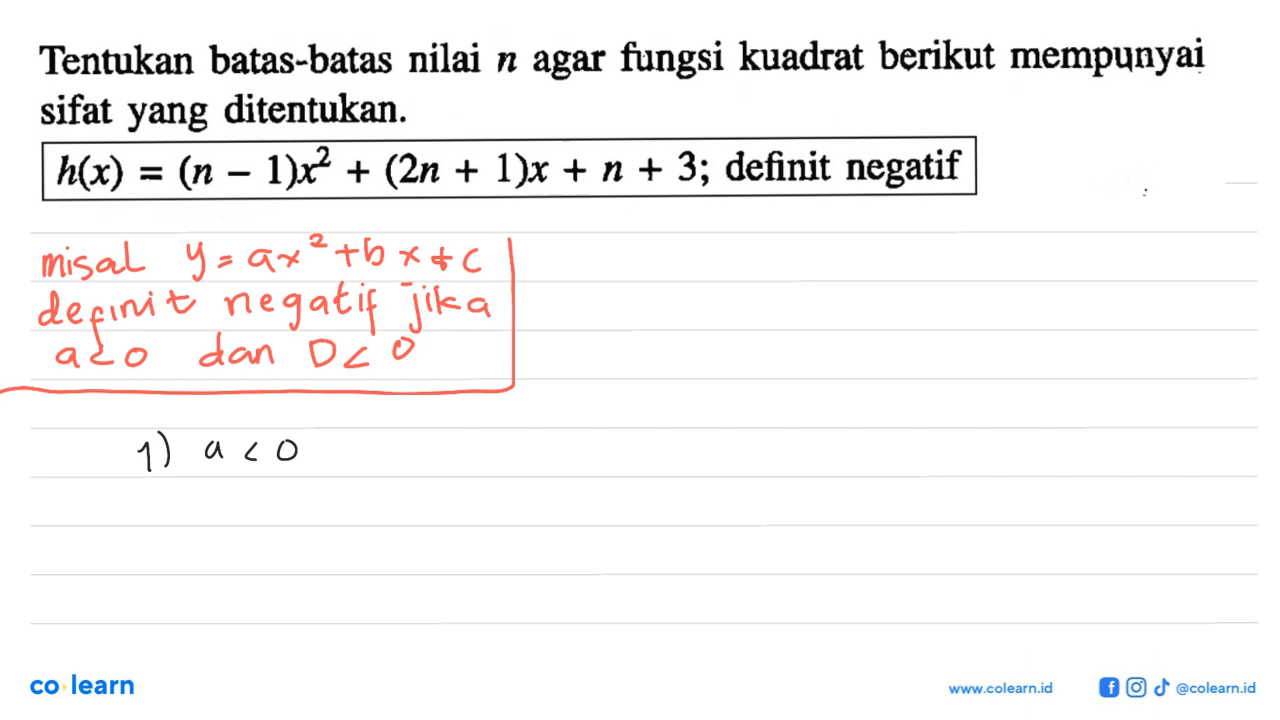 Tentukan batas-batas nilai n agar fungsi kuadrat berikut mempunyai
sifat yang ditentukan.
h(x) = (n – 1)x² + (2n + 1)x + n + 3; definit negatif
misal y = ax² + bx + c
definit negatif jika
a < 0 dan D < 0
1) a < 0
co learn
www.colearn.id @colearn.id